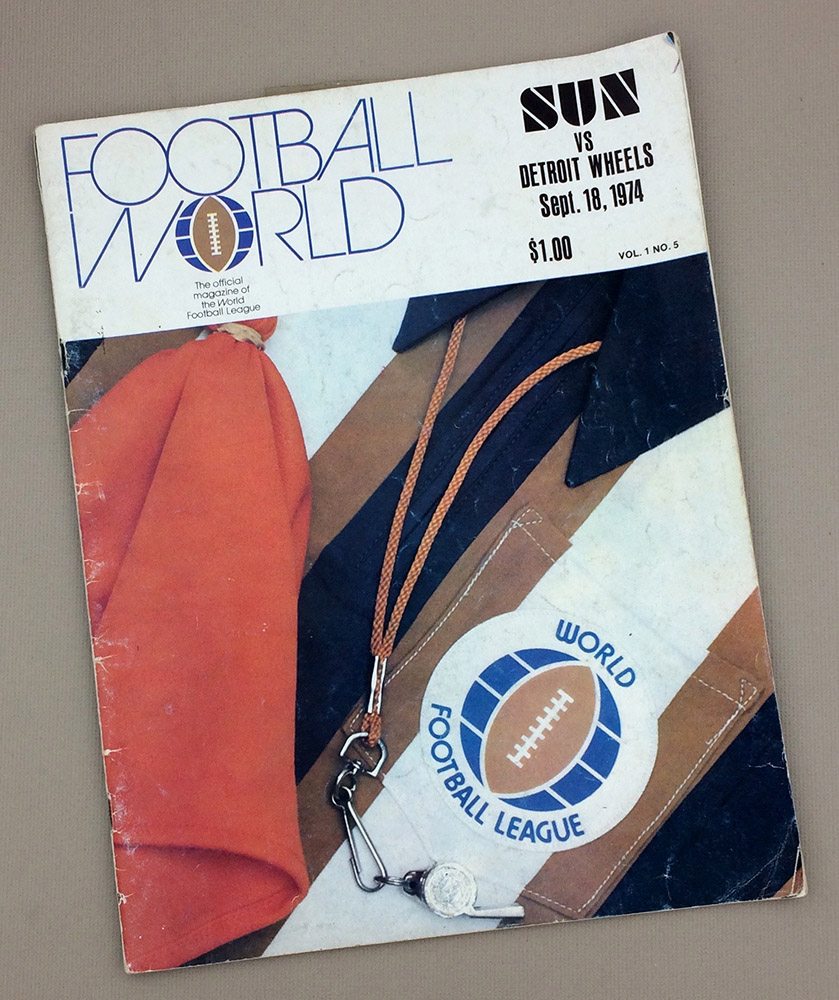 FOOTBALL
WORLD
The official
magazine of
the World
Football League
SUN
VS
DETROIT WHEELS
Sept. 18, 1974
$1.00
VOL. 1 NO. 5
WORLD
FOOTBALL LEAGUE